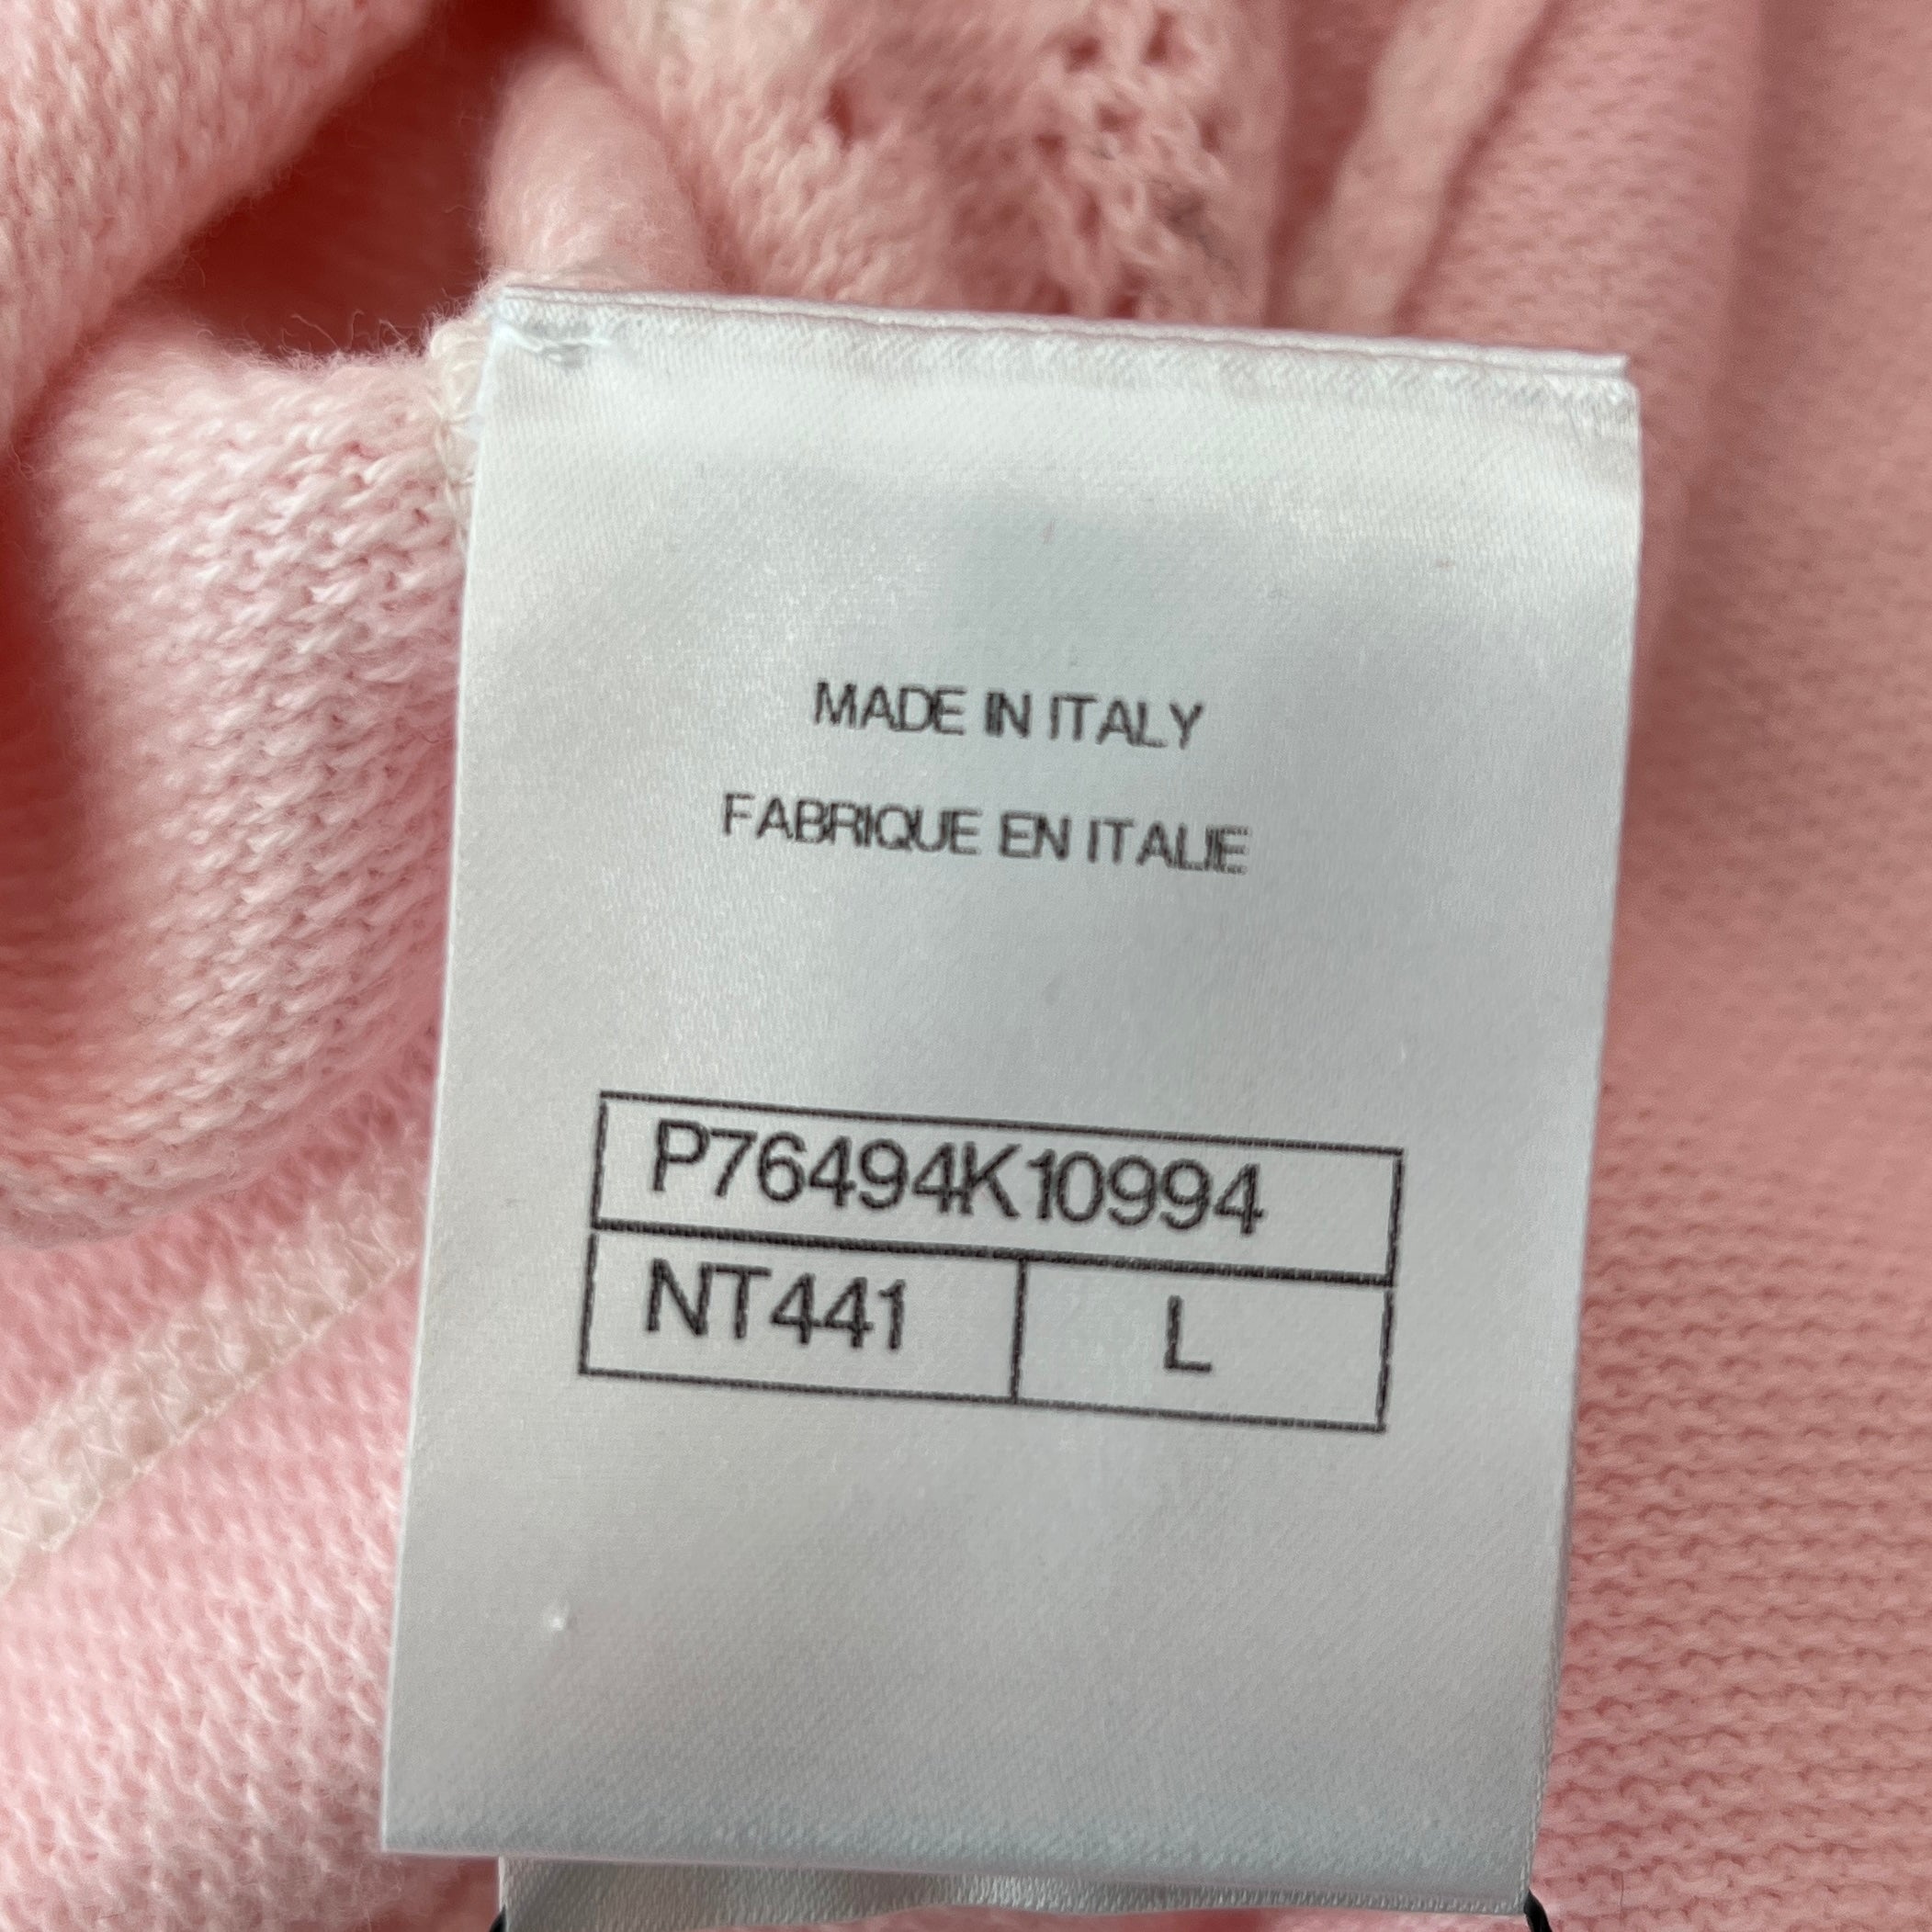 MADE IN ITALY
FABRIQUE EN ITALIE
P76494K10994
NT441 L